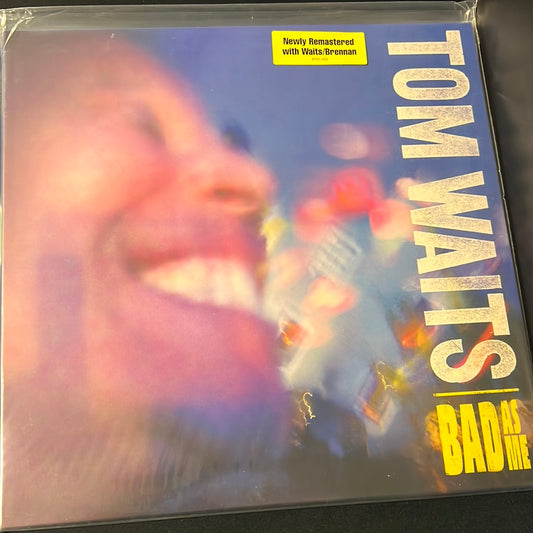 Newly Remastered
with Waits/Brennan
TOM WAITS
BAD AS ME